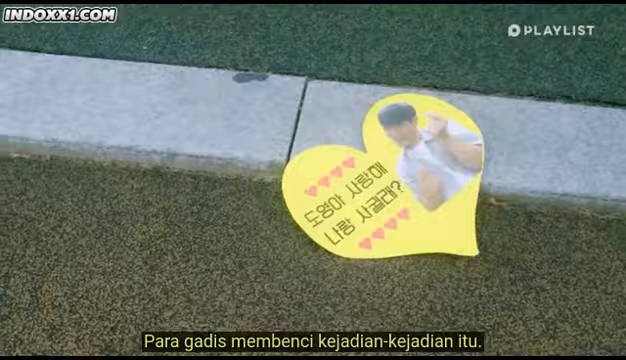 INDOXX1.COM
PLAYLIST
도영아 사랑해
나랑 사귈래?
Para gadis membenci kejadian-kejadian itu.